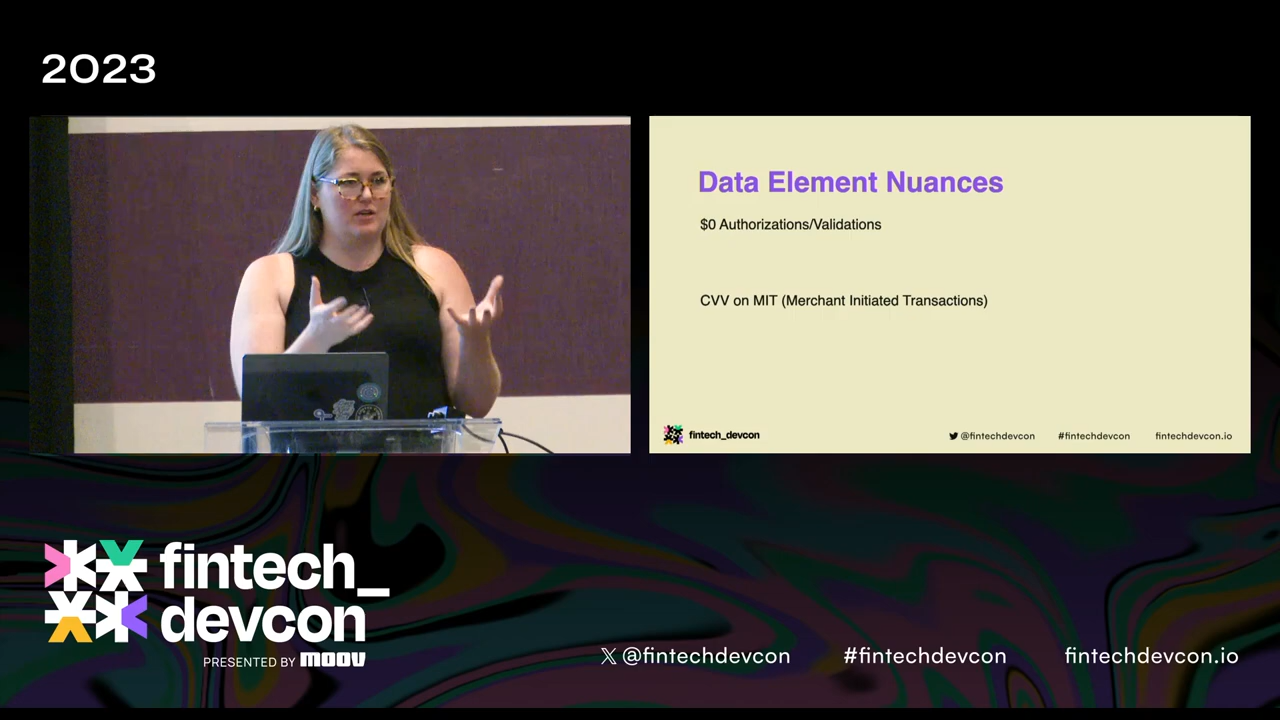 2023
Data Element Nuances
$0 Authorizations/Validations
CVV on MIT (Merchant Initiated Transactions)
fintech_devcon
@fintechdevcon
#fintechdevcon
fintechdevcon.io
fintech_
devcon
PRESENTED BY moov
@fintechdevcon
#fintechdevcon
fintechdevcon.io